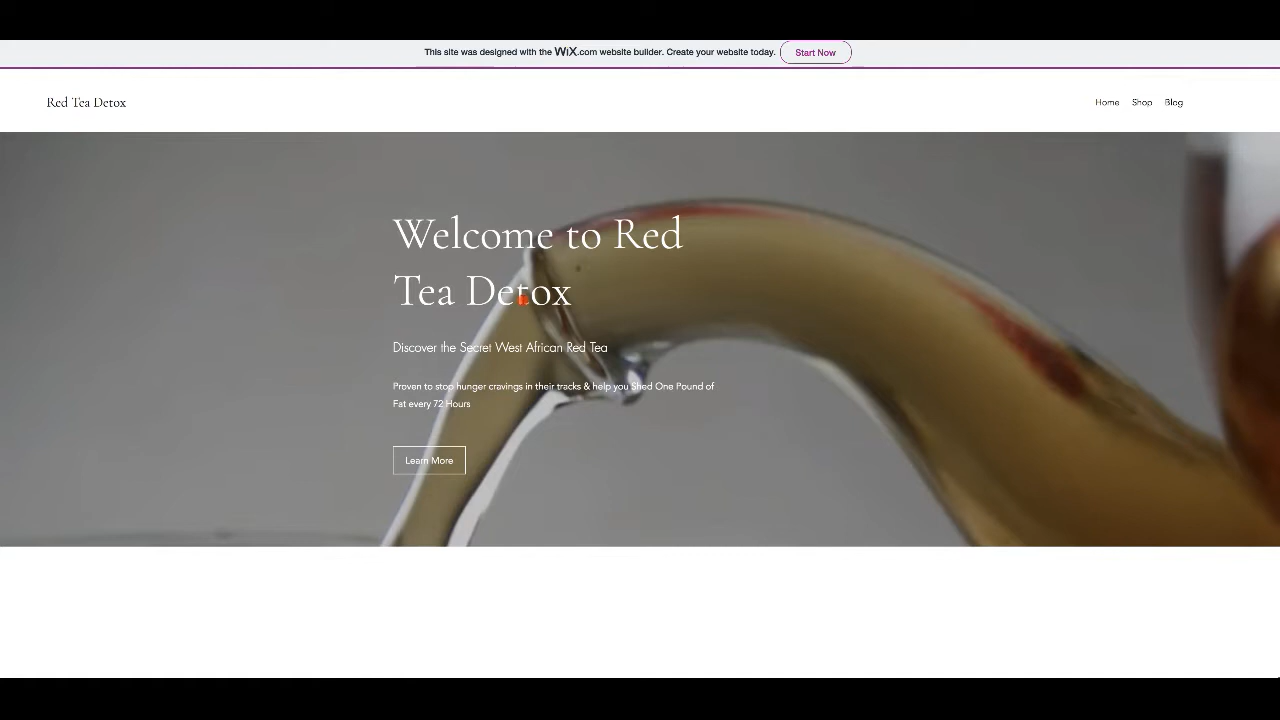 This site was designed with the WiX.com website builder. Create your website today. Start Now
Red Tea Detox
Home Shop Blog
Welcome to Red
Tea Detox
Discover the Secret West African Red Tea
Proven to stop hunger cravings in their tracks & help you Shed One Pound of
Fat every 72 Hours
Learn More